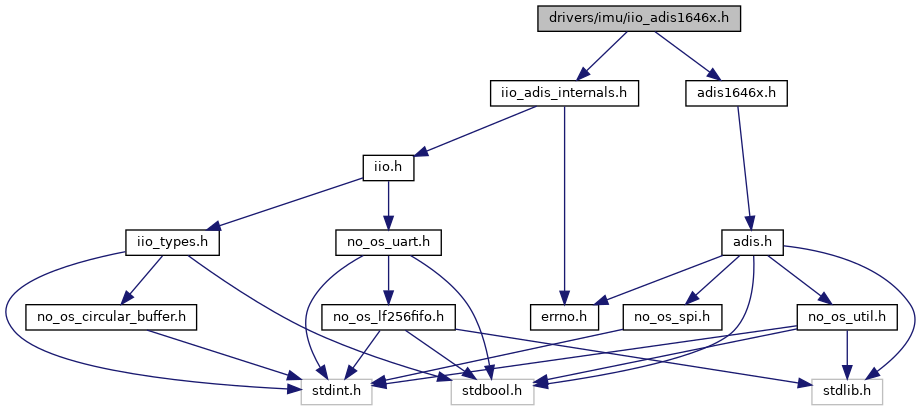 drivers/imu/iio_adis1646x.h
iio_adis_internals.h
adis1646x.h
iio.h
iio_types.h
no_os_uart.h
adis.h
no_os_circular_buffer.h
no_os_lf256fifo.h
errno.h
no_os_spi.h
no_os_util.h
stdint.h
stdbool.h
stdlib.h